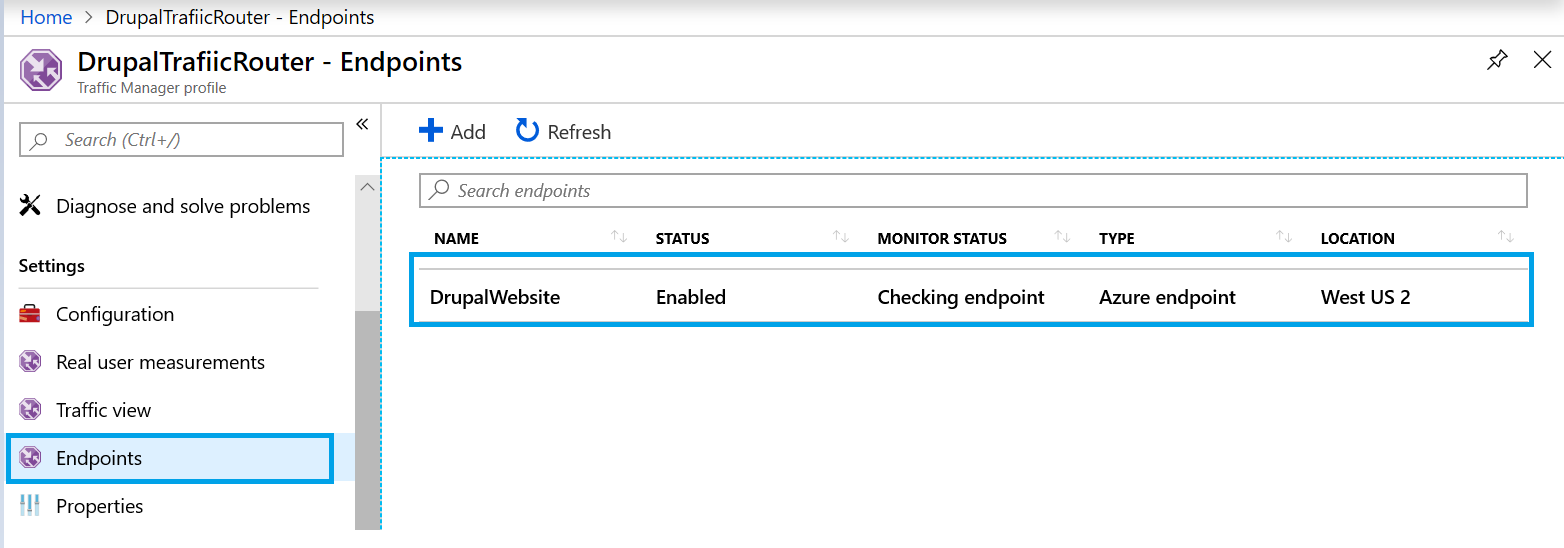 Home > DrupalTrafiicRouter - Endpoints
DrupalTrafiicRouter - Endpoints
Traffic Manager profile
Search (Ctrl+/)
«
Diagnose and solve problems
Settings
Configuration
Real user measurements
Traffic view
Endpoints
Properties
Add Refresh
Search endpoints
NAME STATUS MONITOR STATUS TYPE LOCATION
DrupalWebsite Enabled Checking endpoint Azure endpoint West US 2